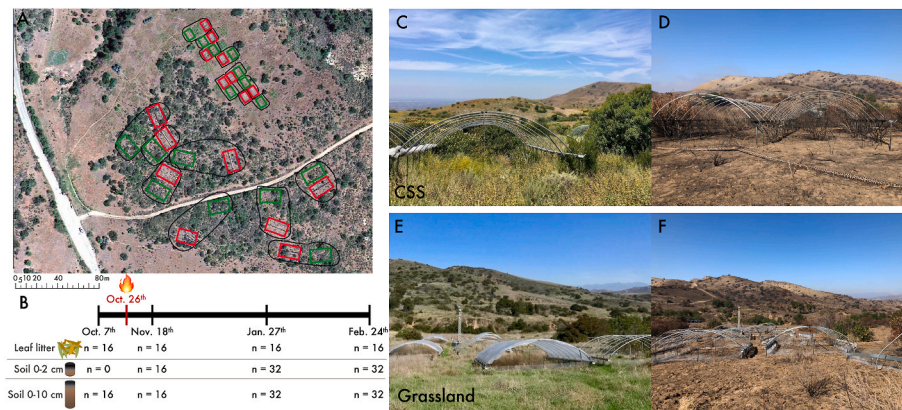 A
0 5 10 20 40 80m
B
Oct. 26th
Oct. 7th Nov. 18th Jan. 27th Feb. 24th
Leaf litter n = 16 n = 16 n = 16 n = 16
Soil 0-2 cm n = 0 n = 16 n = 32 n = 32
Soil 0-10 cm n = 16 n = 16 n = 32 n = 32
C
CSS
D
E
Grassland
F